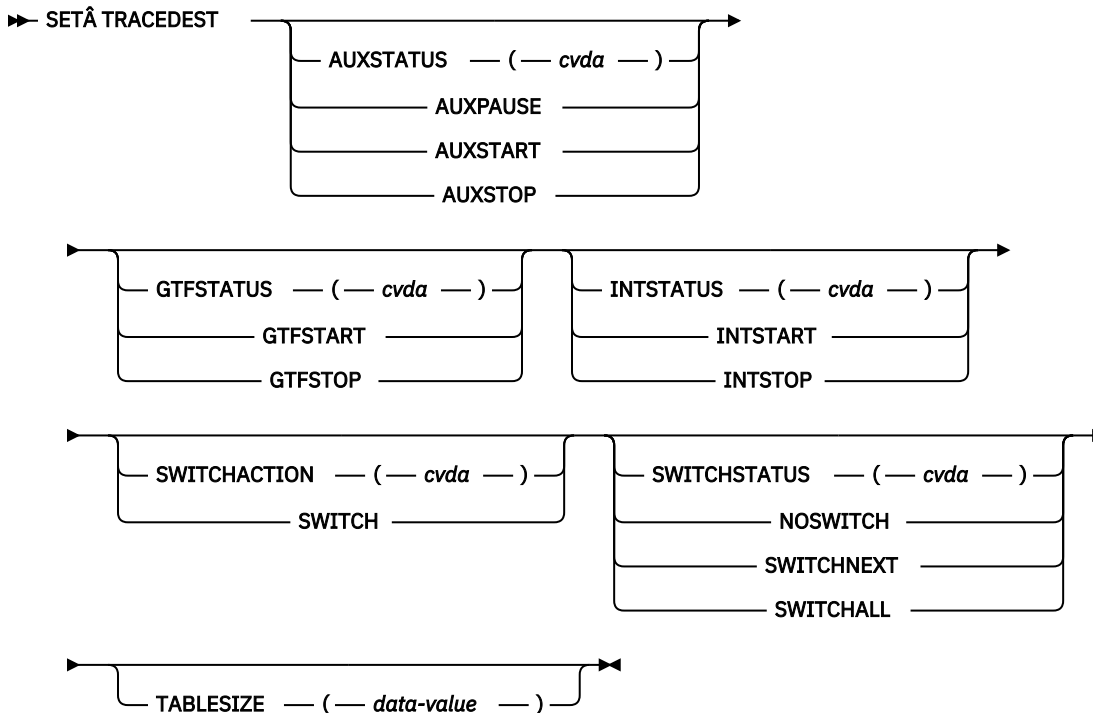 SETÂ TRACEDEST
AUXSTATUS ( cvda )
AUXPAUSE
AUXSTART
AUXSTOP
GTFSTATUS ( cvda )
GTFSTART
GTFSTOP
INTSTATUS ( cvda )
INTSTART
INTSTOP
SWITCHACTION ( cvda )
SWITCH
SWITCHSTATUS ( cvda )
NOSWITCH
SWITCHNEXT
SWITCHALL
TABLESIZE ( data-value )